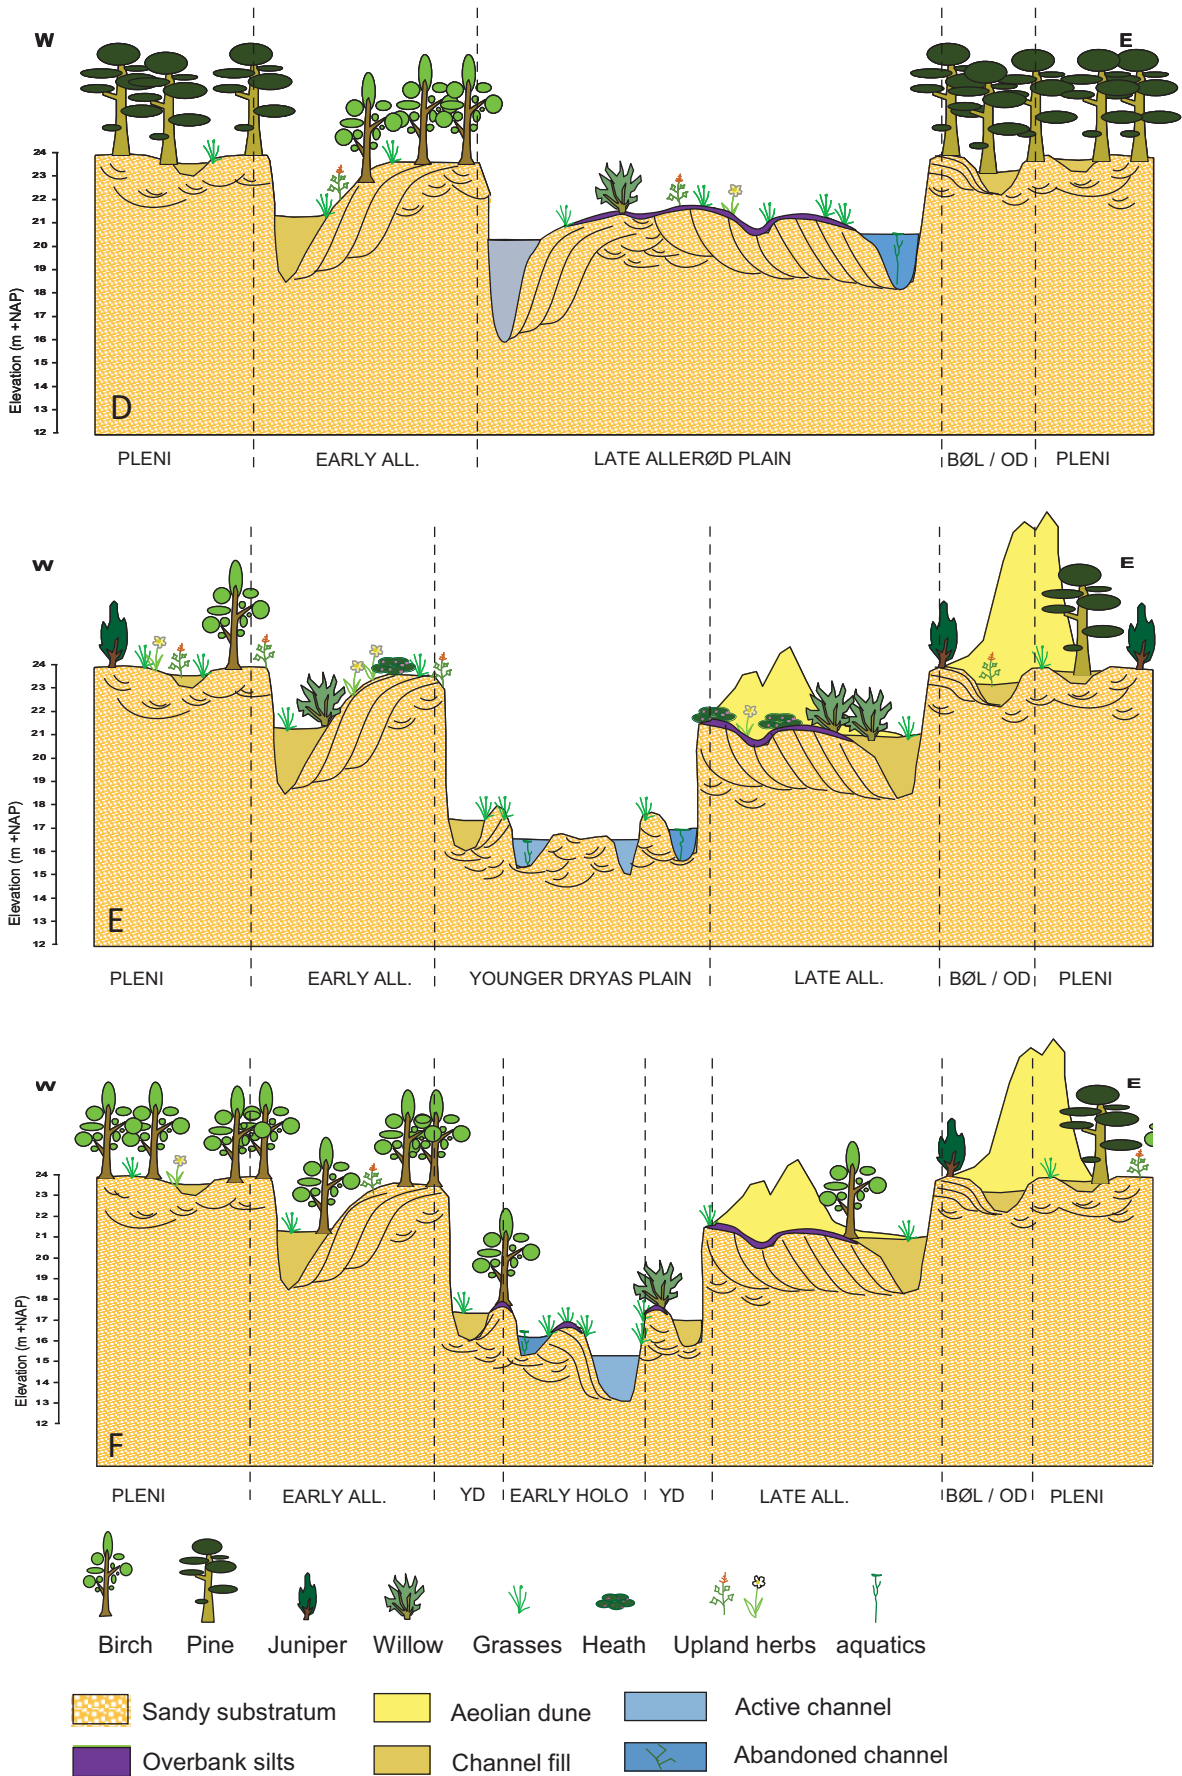 W E
24
23
22
21
20
19
18
17
16
15
14
13
12
Elevation (m +NAP)
D
PLENI EARLY ALL. LATE ALLERØD PLAIN BØL / OD PLENI
W E
24
23
22
21
20
19
18
17
16
15
14
13
12
Elevation (m +NAP)
E
PLENI EARLY ALL. YOUNGER DRYAS PLAIN LATE ALL. BØL / OD PLENI
W E
24
23
22
21
20
19
18
17
16
15
14
13
12
Elevation (m +NAP)
F
PLENI EARLY ALL. YD EARLY HOLO YD LATE ALL. BØL / OD PLENI
Birch Pine Juniper Willow Grasses Heath Upland herbs aquatics
Sandy substratum Aeolian dune Active channel
Overbank silts Channel fill Abandoned channel